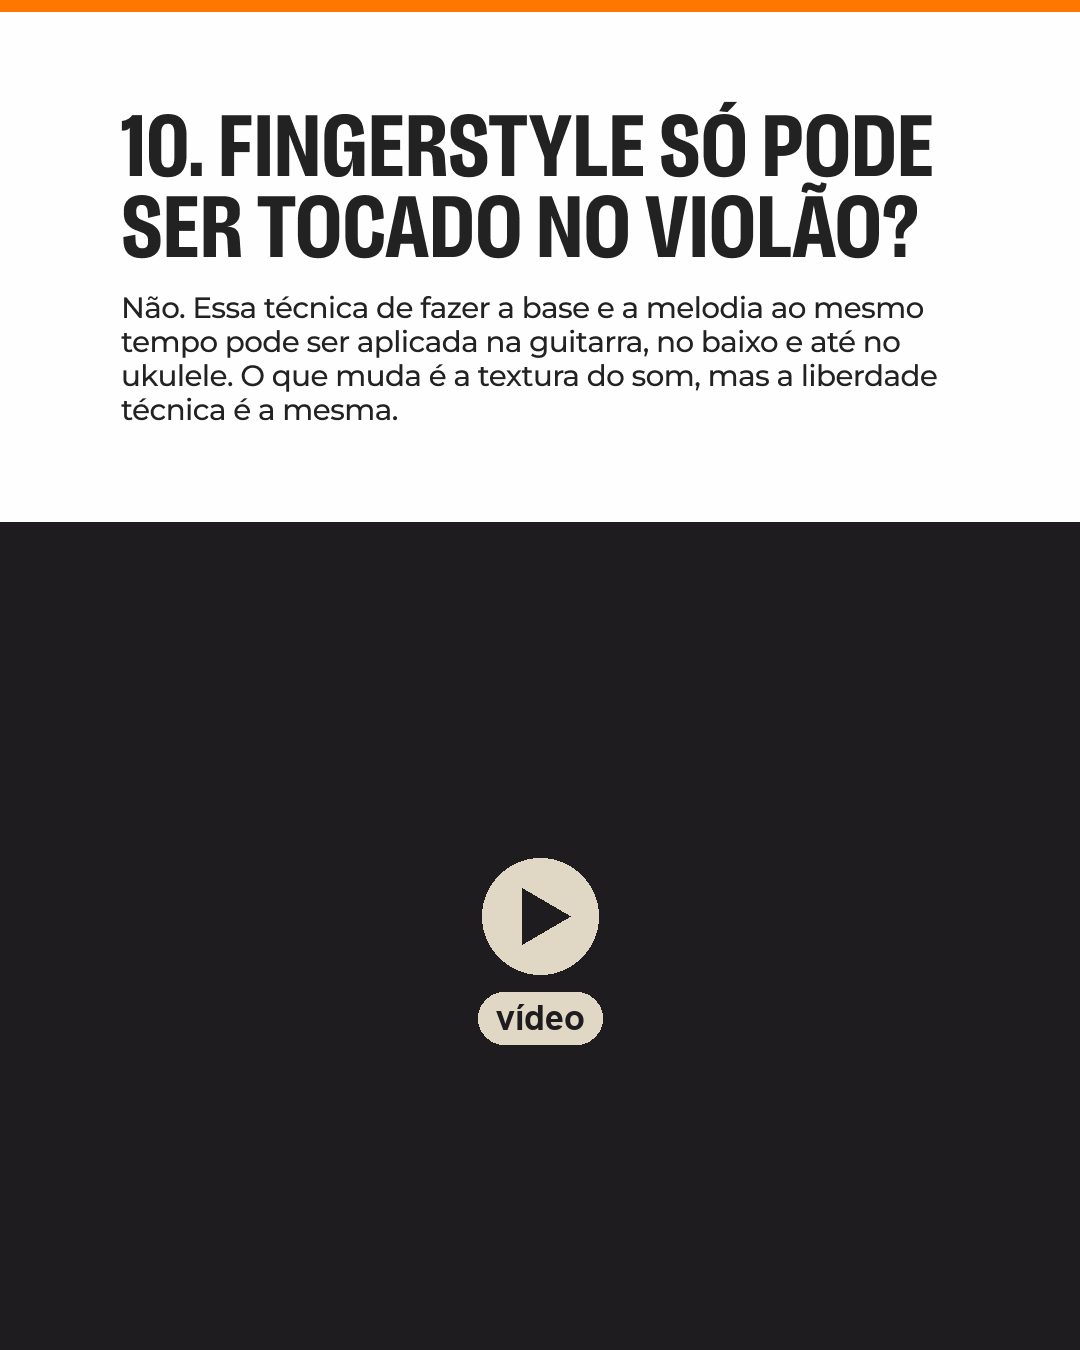 10. FINGERSTYLE SÓ PODE
SER TOCADO NO VIOLÃO?
Não. Essa técnica de fazer a base e a melodia ao mesmo
tempo pode ser aplicada na guitarra, no baixo e até no
ukulele. O que muda é a textura do som, mas a liberdade
técnica é a mesma.
vídeo